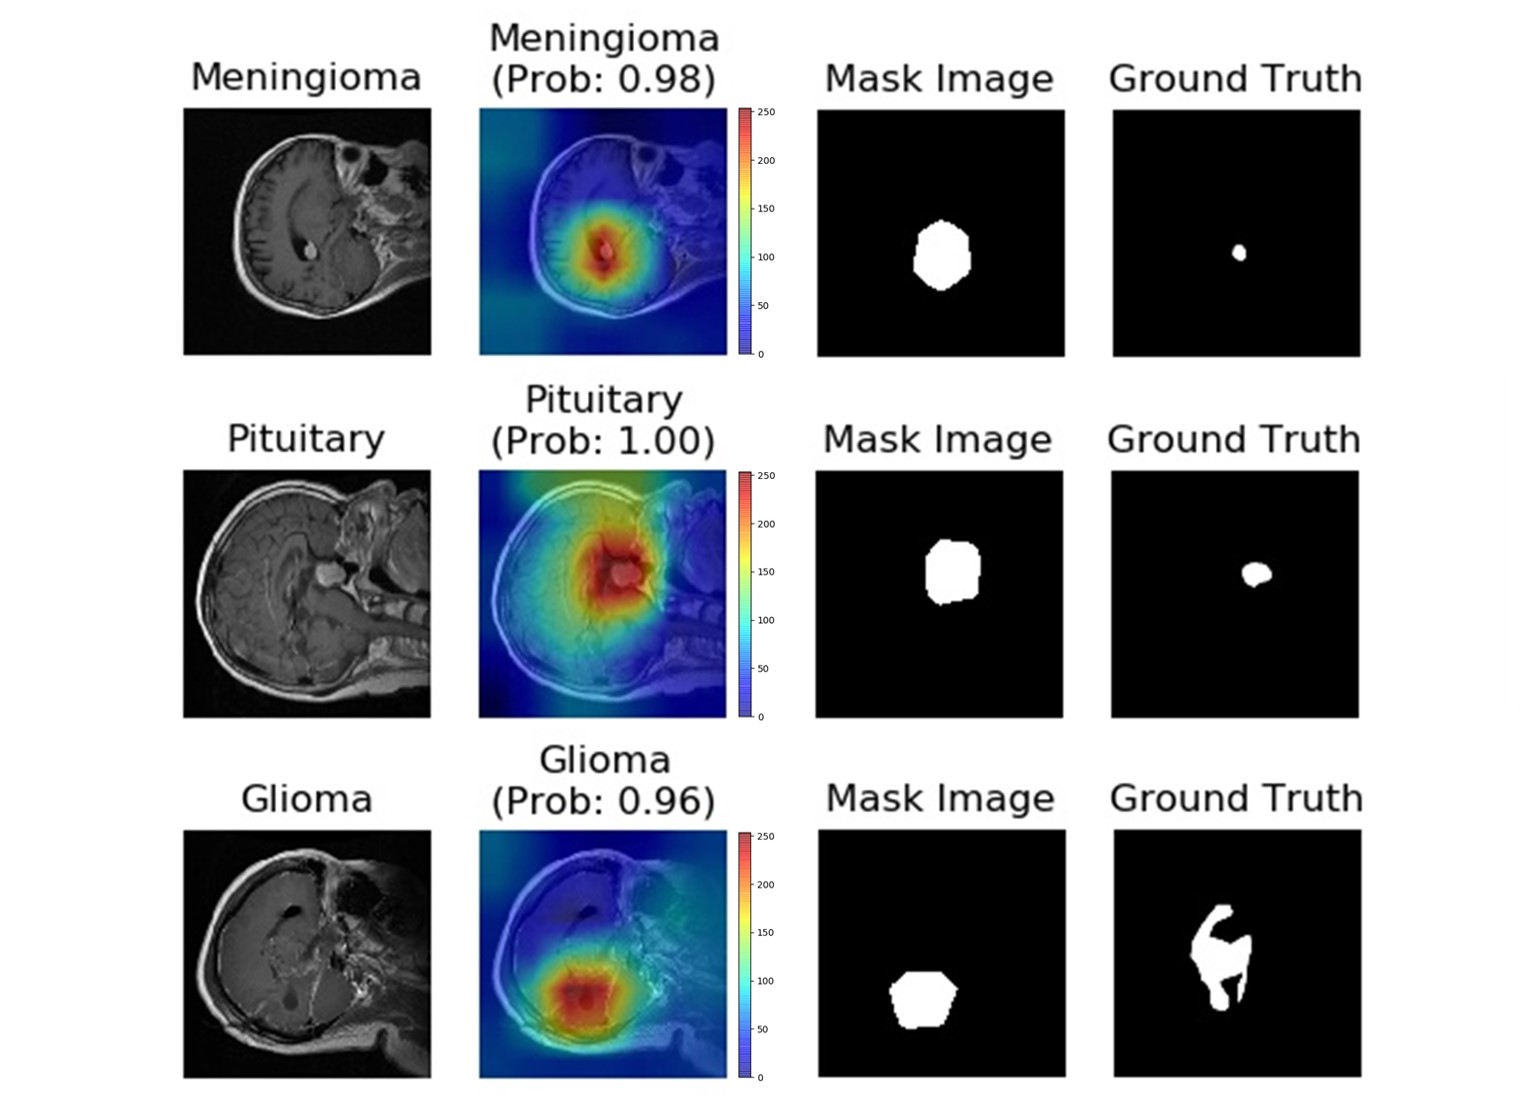 Meningioma
Meningioma
(Prob: 0.98)
Mask Image
Ground Truth
250
200
150
100
50
0
Pituitary
Pituitary
(Prob: 1.00)
Mask Image
Ground Truth
250
200
150
100
50
0
Glioma
Glioma
(Prob: 0.96)
Mask Image
Ground Truth
250
200
150
100
50
0